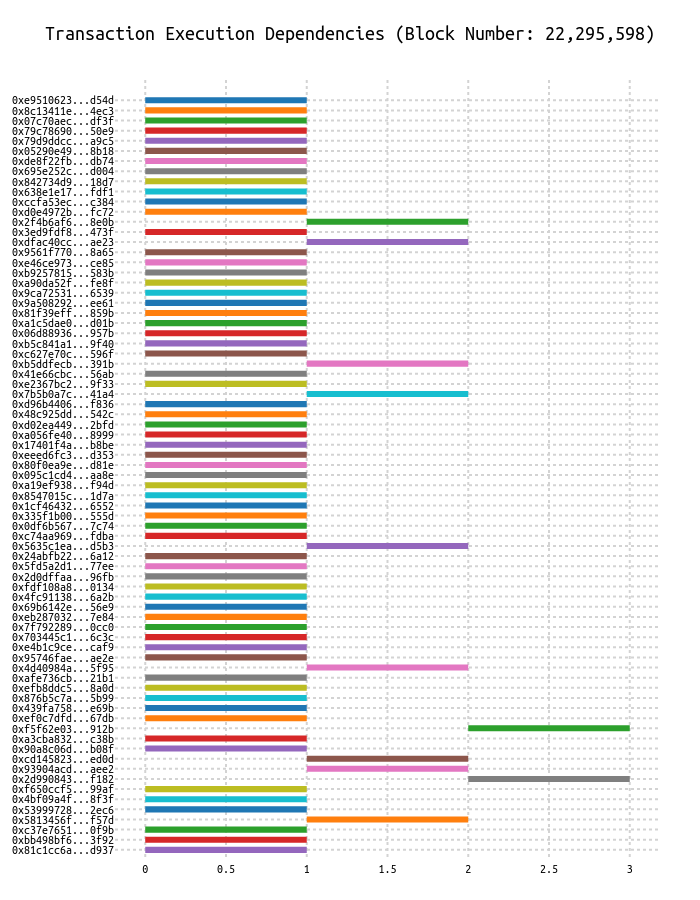 Transaction Execution Dependencies (Block Number: 22,295,598)
0xe9510623...d54d
0x8c13411e...4ec3
0x07c70aec...df3f
0x79c78690...50e9
0x79d9ddcc...a9c5
0x05290e49...8b18
0xde8f22fb...db74
0x695e252c...d004
0x842734d9...18d7
0x638e1e17...fdf1
0xccfa53ec...c384
0xd0e4972b...fc72
0x2f4b6af6...8e0b
0x3ed9fdf8...473f
0xdfac40cc...ae23
0x9561f770...8a65
0xe46ce973...ce85
0xb9257815...583b
0xa90da52f...fe8f
0x9ca72531...6539
0x9a508292...ee61
0x81f39eff...859b
0xa1c5dae0...d01b
0x06d88936...957b
0xb5c841a1...9f40
0xc627e70c...596f
0xb5ddfecb...391b
0x41e66cbc...56ab
0xe2367bc2...9f33
0x7b5b0a7c...41a4
0xd96b4406...f836
0x48c925dd...542c
0xd02ea449...2bfd
0xa056fe40...8999
0x17401f4a...b8be
0xeeed6fc3...d353
0x80f0ea9e...d81e
0x095c1cd4...aa8e
0xa19ef938...f94d
0x8547015c...1d7a
0x1cf46432...6552
0x335f1b00...555d
0x0df6b567...7c74
0xc74aa969...fdba
0x5635c1ea...d5b3
0x24abfb22...6a12
0x5fd5a2d1...77ee
0x2d0dffaa...96fb
0xfdf108a8...0134
0x4fc91138...6a2b
0x69b6142e...56e9
0xeb287032...7e84
0x7f792289...0cc0
0x703445c1...6c3c
0xe4b1c9ce...caf9
0x95746fae...ae2e
0x4d40984a...5f95
0xafe736cb...21b1
0xefb8ddc5...8a0d
0x876b5c7a...5b99
0x439fa758...e69b
0xef0c7dfd...67db
0xf5f62e03...912b
0xa3cba832...c38b
0x90a8c06d...b08f
0xcd145823...ed0d
0x93904acd...aee2
0x2d990843...f182
0xf650ccf5...99af
0x4bf09a4f...8f3f
0x53999728...2ec6
0x5813456f...f57d
0xc37e7651...0f9b
0xbb498bf6...3f92
0x81c1cc6a...d937
0 0.5 1 1.5 2 2.5 3